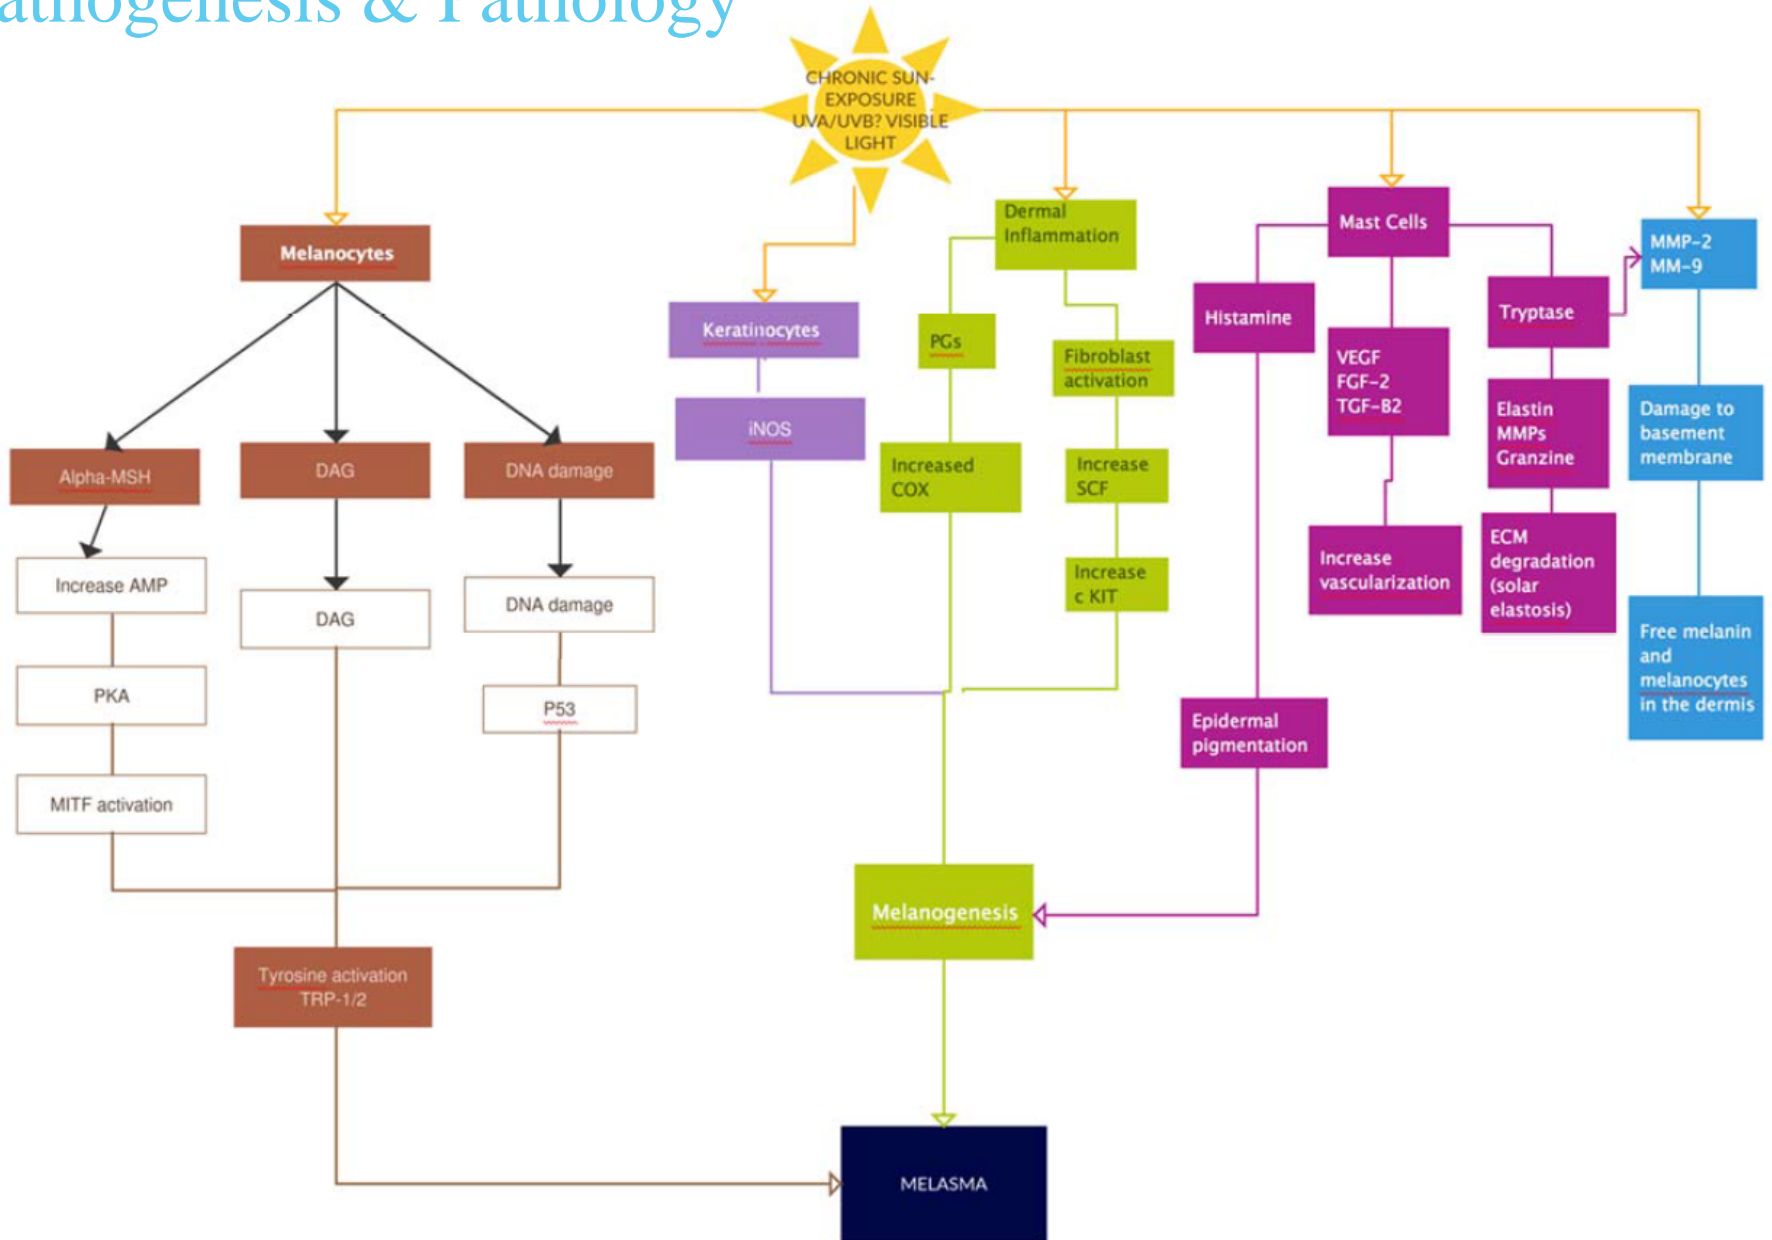 athogenesis & Pathology
CHRONIC SUN-
EXPOSURE
UVA/UVB? VISIBLE
LIGHT
Melanocytes
Alpha-MSH
DAG
DNA damage
Increase AMP
DAG
DNA damage
PKA
P53
MITF activation
Tyrosine activation
TRP-1/2
Keratinocytes
iNOS
Dermal
Inflammation
PGs
Fibroblast
activation
Increased
COX
Increase
SCF
Increase
c KIT
Melanogenesis
Mast Cells
Histamine
VEGF
FGF-2
TGF-B2
Tryptase
Elastin
MMPs
Granzine
Increase
vascularization
ECM
degradation
(solar
elastosis)
Epidermal
pigmentation
MMP-2
MM-9
Damage to
basement
membrane
Free melanin
and
melanocytes
in the dermis
MELASMA